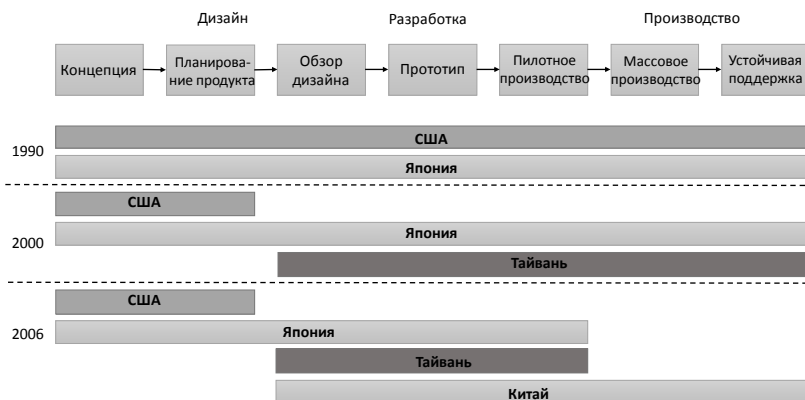 Дизайн Разработка Производство
Концепция
Планирова-
ние продукта
Обзор
дизайна
Прототип
Пилотное
производство
Массовое
производство
Устойчивая
поддержка
США
1990
Япония
США
2000
Япония
Тайвань
США
2006
Япония
Тайвань
Китай